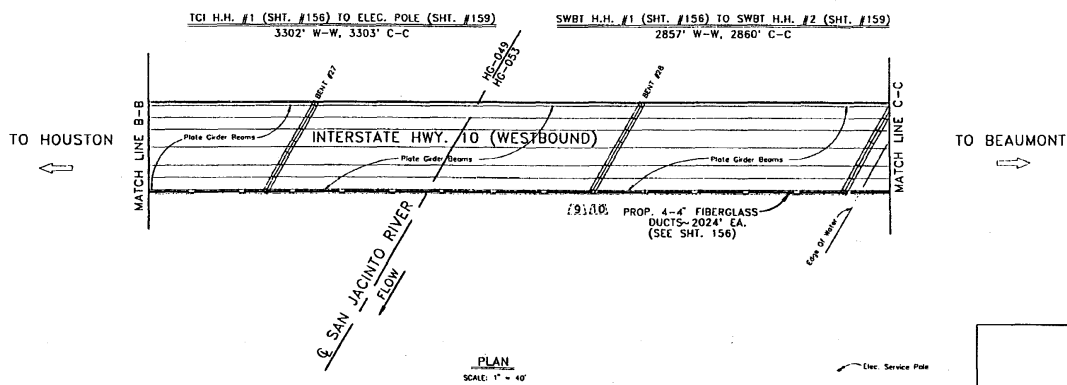 TCI H.H. #1 (SHT. #156) TO ELEC. POLE (SHT. #159)
3302' W-W, 3303' C-C
SWBT H.H. #1 (SHT. #156) TO SWBT H.H. #2 (SHT. #159)
2857' W-W, 2860' C-C
HG-049
HG-053
BENT #27
BENT #28
MATCH LINE B-B
MATCH LINE C-C
TO HOUSTON
TO BEAUMONT
Plate Girder Beams
INTERSTATE HWY. 10 (WESTBOUND)
Plate Girder Beams
Plate Girder Beams
PROP. 4-4" FIBERGLASS
DUCTS~2024' EA.
(SEE SHT. 156)
Edge Of Water
℄ SAN JACINTO RIVER
FLOW
PLAN
SCALE: 1" = 40'
Elec. Service Pole